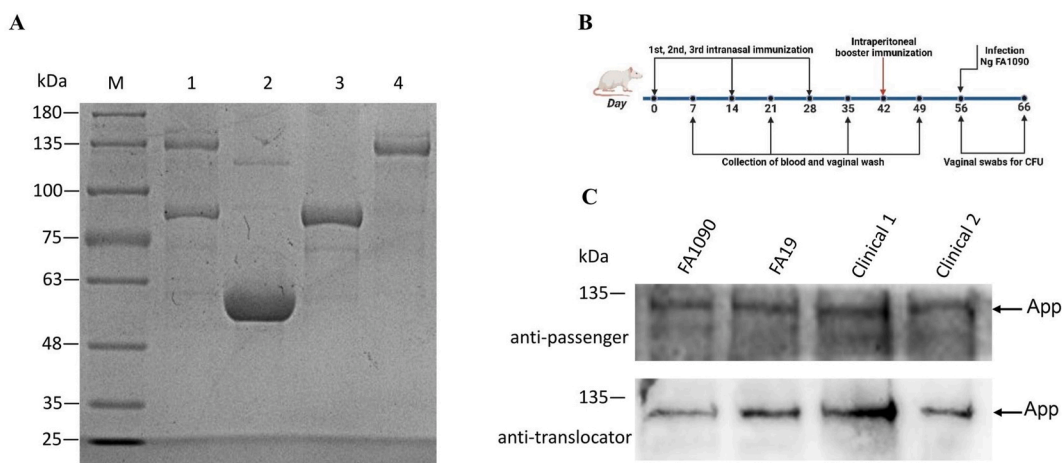 A
kDa M 1 2 3 4
180
135
100
75
63
48
35
25
B
1st, 2nd, 3rd intranasal immunization
Intraperitoneal
booster
immunization
Infection
Ng FA1090
Day
0 7 14 21 28 35 42 49 56 66
Collection of blood and vaginal wash
Vaginal swabs for CFU
C
kDa FA1090 FA19 Clinical 1 Clinical 2
135
App
anti-passenger
135
App
anti-translocator